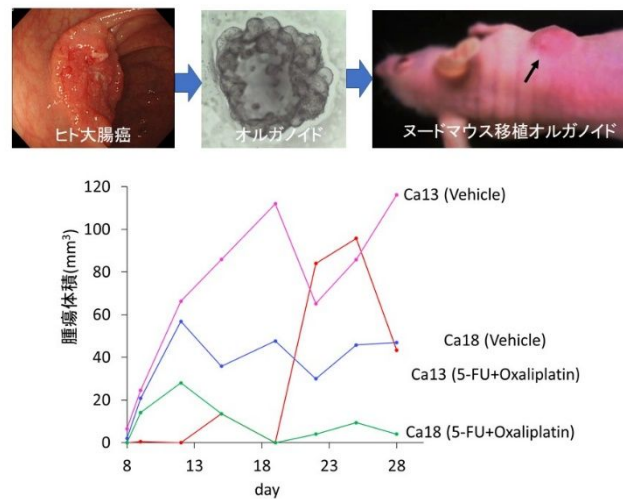 ヒト大腸癌
オルガノイド
ヌードマウス移植オルガノイド
腫瘍体積(mm³)
120
100
80
60
40
20
0
8
13
18
23
28
day
Ca13 (Vehicle)
Ca18 (Vehicle)
Ca13 (5-FU+Oxaliplatin)
Ca18 (5-FU+Oxaliplatin)